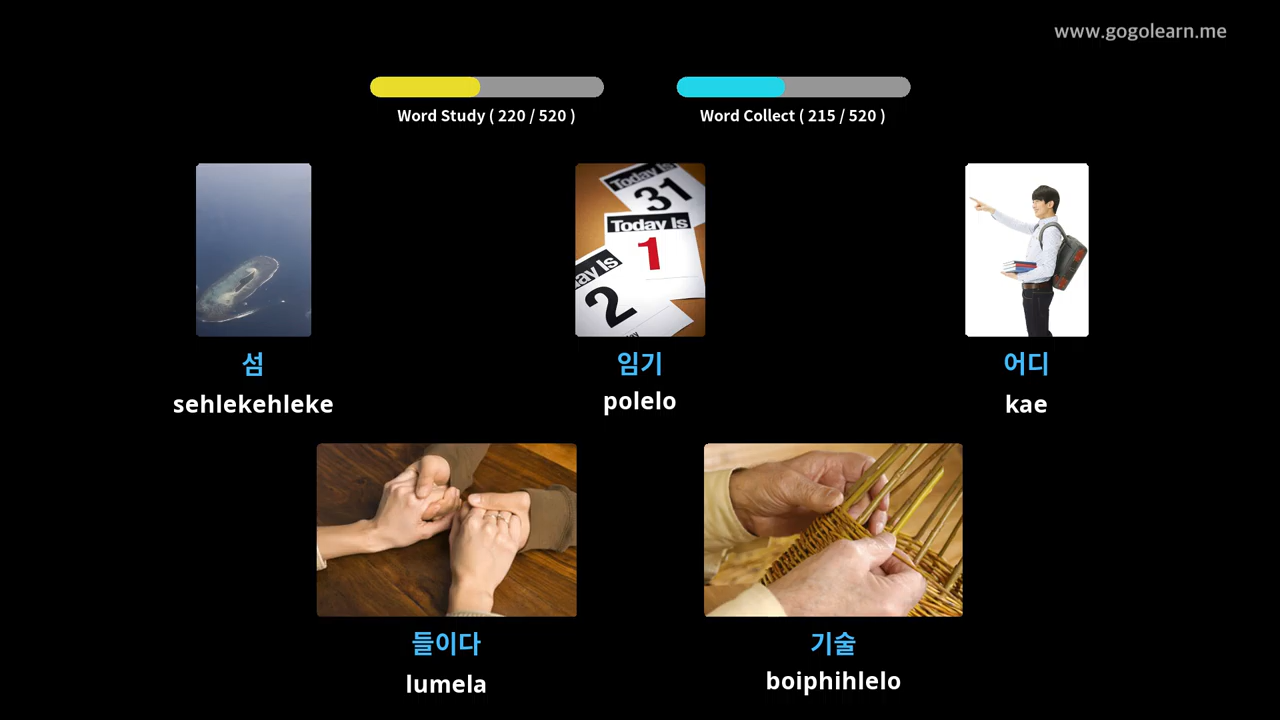 www.gogolearn.me
Word Study ( 220 / 520 )
Word Collect ( 215 / 520 )
Today Is
31
Today Is
1
ay Is
2
섬
sehlekehleke
임기
polelo
어디
kae
들이다
lumela
기술
boiphihlelo